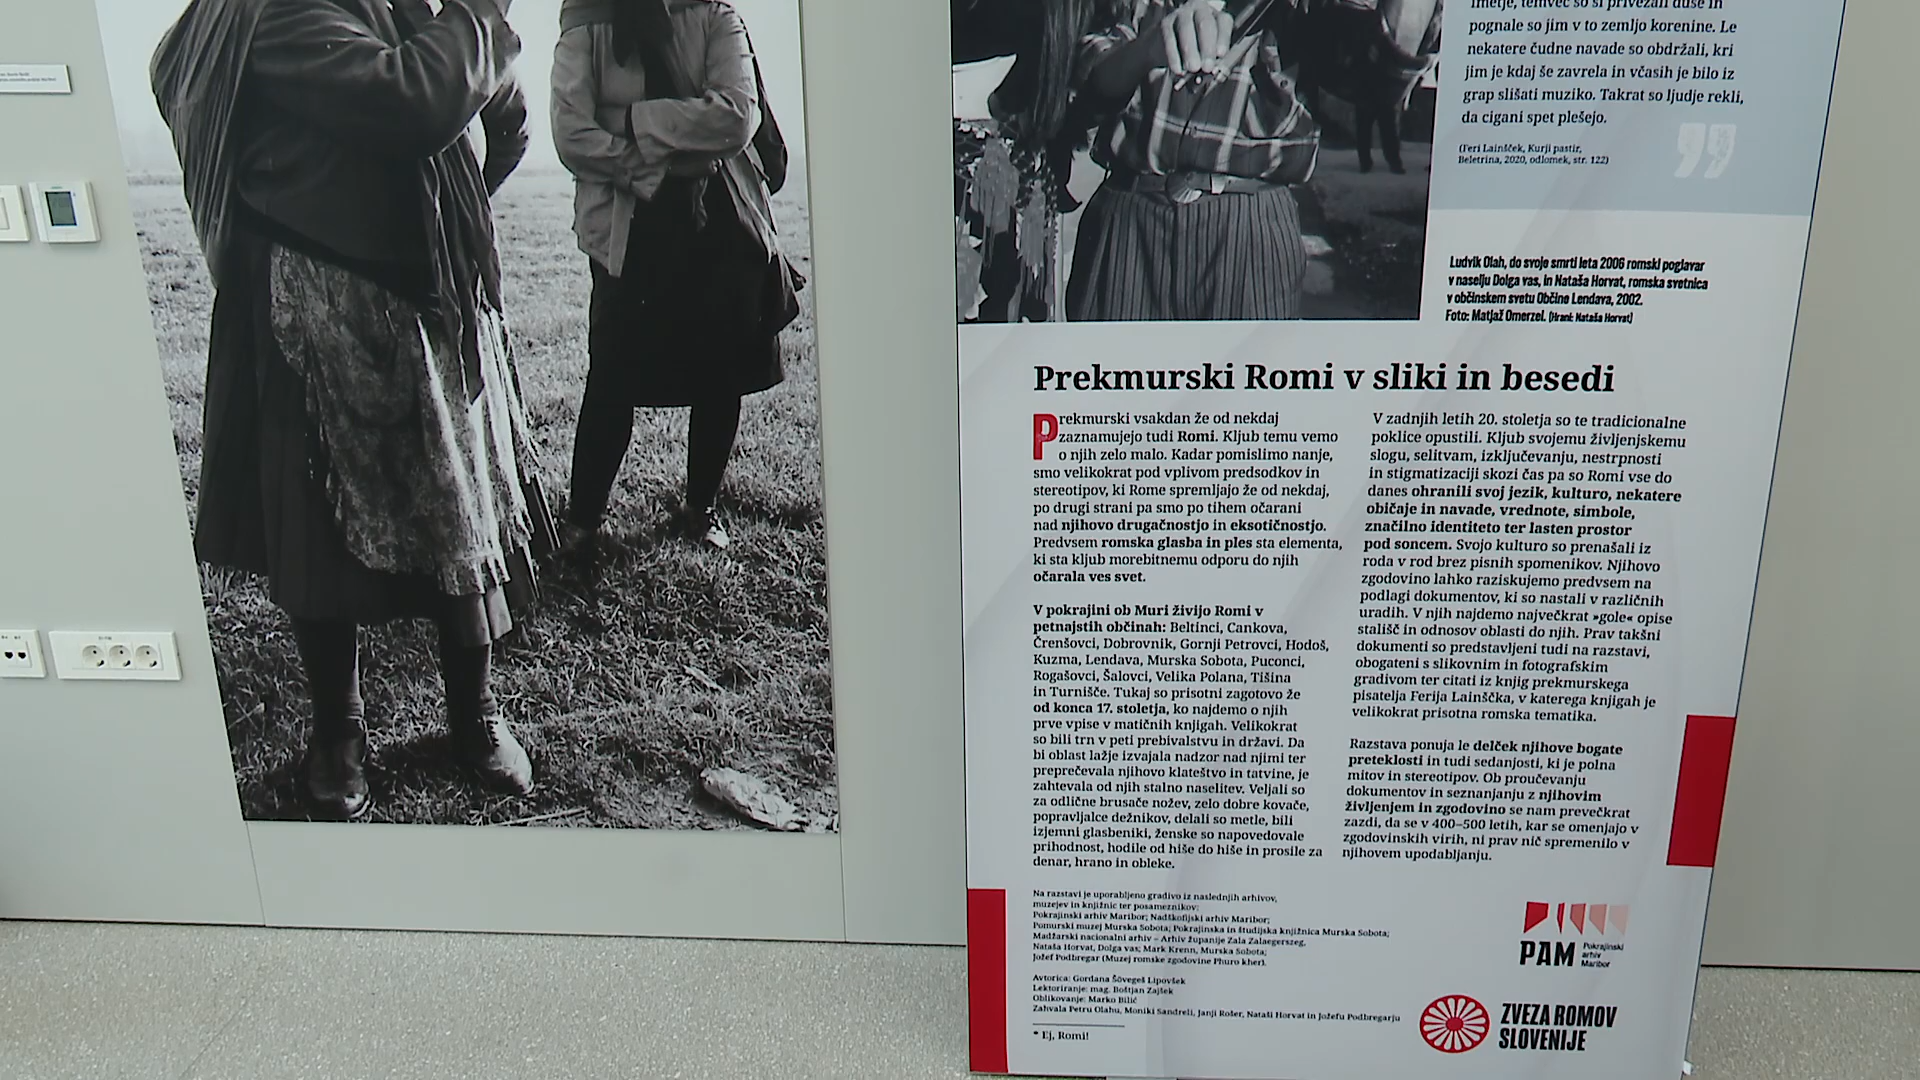 imetje, temveč so si privezali duše in
pognale so jim v to zemljo korenine. Le
nekatere čudne navade so obdržali, kri
jim je kdaj še zavrela in včasih je bilo iz
grap slišati muziko. Takrat so ljudje rekli,
da cigani spet plešejo.
(Feri Lainšček, Kurji pastir,
Beletrina, 2020, odlomek, str. 122)
Ludvik Olah, do svoje smrti leta 2006 romski poglavar
v naselju Dolga vas, in Nataša Horvat, romska svetnica
v občinskem svetu Občine Lendava, 2002.
Foto: Matjaž Omerzel. (Hrani: Nataša Horvat)
Prekmurski Romi v sliki in besedi
Prekmurski vsakdan že od nekdaj
zaznamujejo tudi Romi. Kljub temu vemo
o njih zelo malo. Kadar pomislimo nanje,
smo velikokrat pod vplivom predsodkov in
stereotipov, ki Rome spremljajo že od nekdaj,
po drugi strani pa smo po tihem očarani
nad njihovo drugačnostjo in eksotičnostjo.
Predvsem romska glasba in ples sta elementa,
ki sta kljub morebitnemu odporu do njih
očarala ves svet.
V pokrajini ob Muri živijo Romi v
petnajstih občinah: Beltinci, Cankova,
Črenšovci, Dobrovnik, Gornji Petrovci, Hodoš,
Kuzma, Lendava, Murska Sobota, Puconci,
Rogašovci, Šalovci, Velika Polana, Tišina
in Turnišče. Tukaj so prisotni zagotovo že
od konca 17. stoletja, ko najdemo o njih
prve vpise v matičnih knjigah. Velikokrat
so bili trn v peti prebivalstvu in državi. Da
bi oblast lažje izvajala nadzor nad njimi ter
preprečevala njihovo klateštvo in tatvine, je
zahtevala od njih stalno naselitev. Veljali so
za odlične brusače nožev, zelo dobre kovače,
popravljalce dežnikov, delali so metle, bili
izjemni glasbeniki, ženske so napovedovale
prihodnost, hodile od hiše do hiše in prosile za
denar, hrano in obleke.
V zadnjih letih 20. stoletja so te tradicionalne
poklice opustili. Kljub svojemu življenjskemu
slogu, selitvam, izključevanju, nestrpnosti
in stigmatizaciji skozi čas pa so Romi vse do
danes ohranili svoj jezik, kulturo, nekatere
običaje in navade, vrednote, simbole,
značilno identiteto ter lasten prostor
pod soncem. Svojo kulturo so prenašali iz
roda v rod brez pisnih spomenikov. Njihovo
zgodovino lahko raziskujemo predvsem na
podlagi dokumentov, ki so nastali v različnih
uradih. V njih najdemo največkrat »gole« opise
stališč in odnosov oblasti do njih. Prav takšni
dokumenti so predstavljeni tudi na razstavi,
obogateni s slikovnim in fotografskim
gradivom ter citati iz knjig prekmurskega
pisatelja Ferija Lainščka, v katerega knjigah je
velikokrat prisotna romska tematika.
Razstava ponuja le delček njihove bogate
preteklosti in tudi sedanjosti, ki je polna
mitov in stereotipov. Ob proučevanju
dokumentov in seznanjanju z njihovim
življenjem in zgodovino se nam prevečkrat
zazdi, da se v 400–500 letih, kar se omenjajo v
zgodovinskih virih, ni prav nič spremenilo v
njihovem upodabljanju.
Na razstavi je uporabljeno gradivo iz naslednjih arhivov,
muzejev in knjižnic ter posameznikov:
Pokrajinski arhiv Maribor; Nadškofijski arhiv Maribor;
Pomurski muzej Murska Sobota; Pokrajinska in študijska knjižnica Murska Sobota;
Madžarski nacionalni arhiv – Arhiv županije Zala Zalaegerszeg,
Nataša Horvat, Dolga vas; Mark Krenn, Murska Sobota;
Jožef Podbregar (Muzej romske zgodovine Phuro kher).
Avtorica: Gordana Šövegeš Lipovšek
Lektoriranje: mag. Boštjan Zajšek
Oblikovanje: Marko Bilić
Zahvala Petru Olahu, Moniki Sandreli, Janji Rošer, Nataši Horvat in Jožefu Podbregarju
* Ej, Romi!
PAM Pokrajinski
arhiv
Maribor
ZVEZA ROMOV
SLOVENIJE